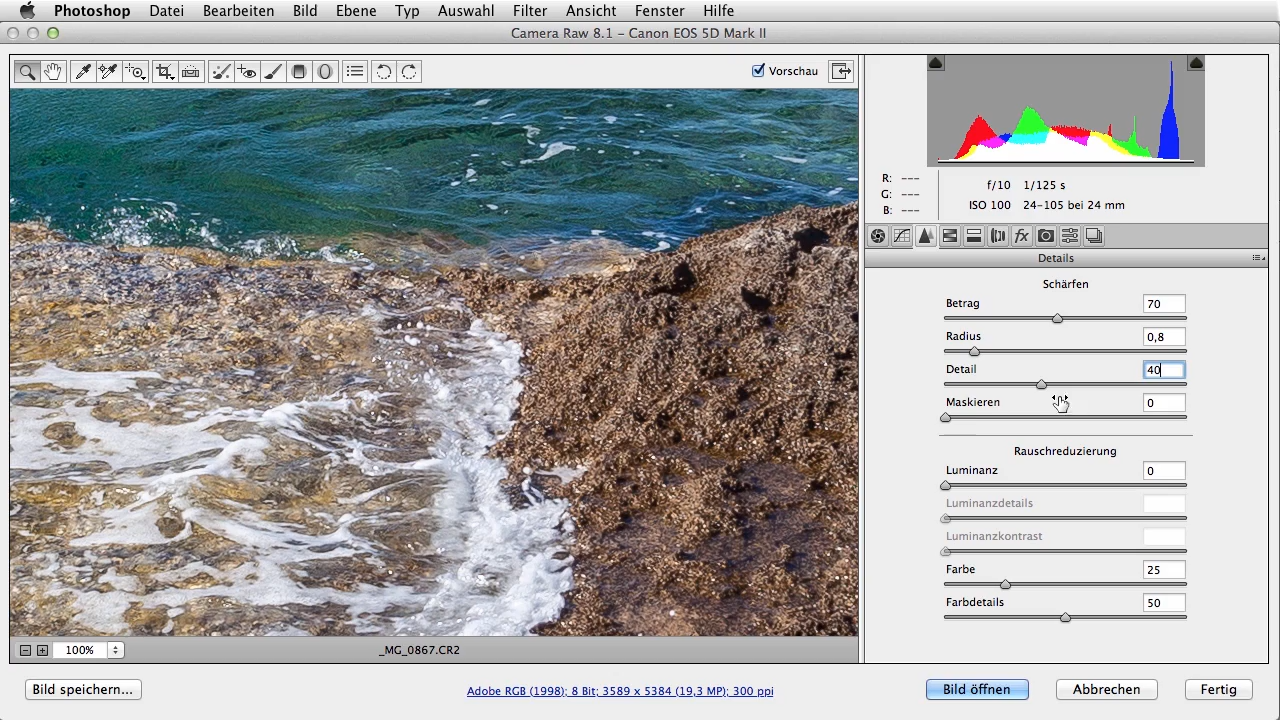 Photoshop Datei Bearbeiten Bild Ebene Typ Auswahl Filter Ansicht Fenster Hilfe
Camera Raw 8.1 – Canon EOS 5D Mark II
Vorschau
R: ---
G: ---
B: ---
f/10 1/125 s
ISO 100 24-105 bei 24 mm
fx
Details
Schärfen
Betrag 70
Radius 0,8
Detail 40
Maskieren 0
Rauschreduzierung
Luminanz 0
Luminanzdetails
Luminanzkontrast
Farbe 25
Farbdetails 50
100% _MG_0867.CR2
Bild speichern... Adobe RGB (1998); 8 Bit; 3589 x 5384 (19,3 MP); 300 ppi Bild öffnen Abbrechen Fertig